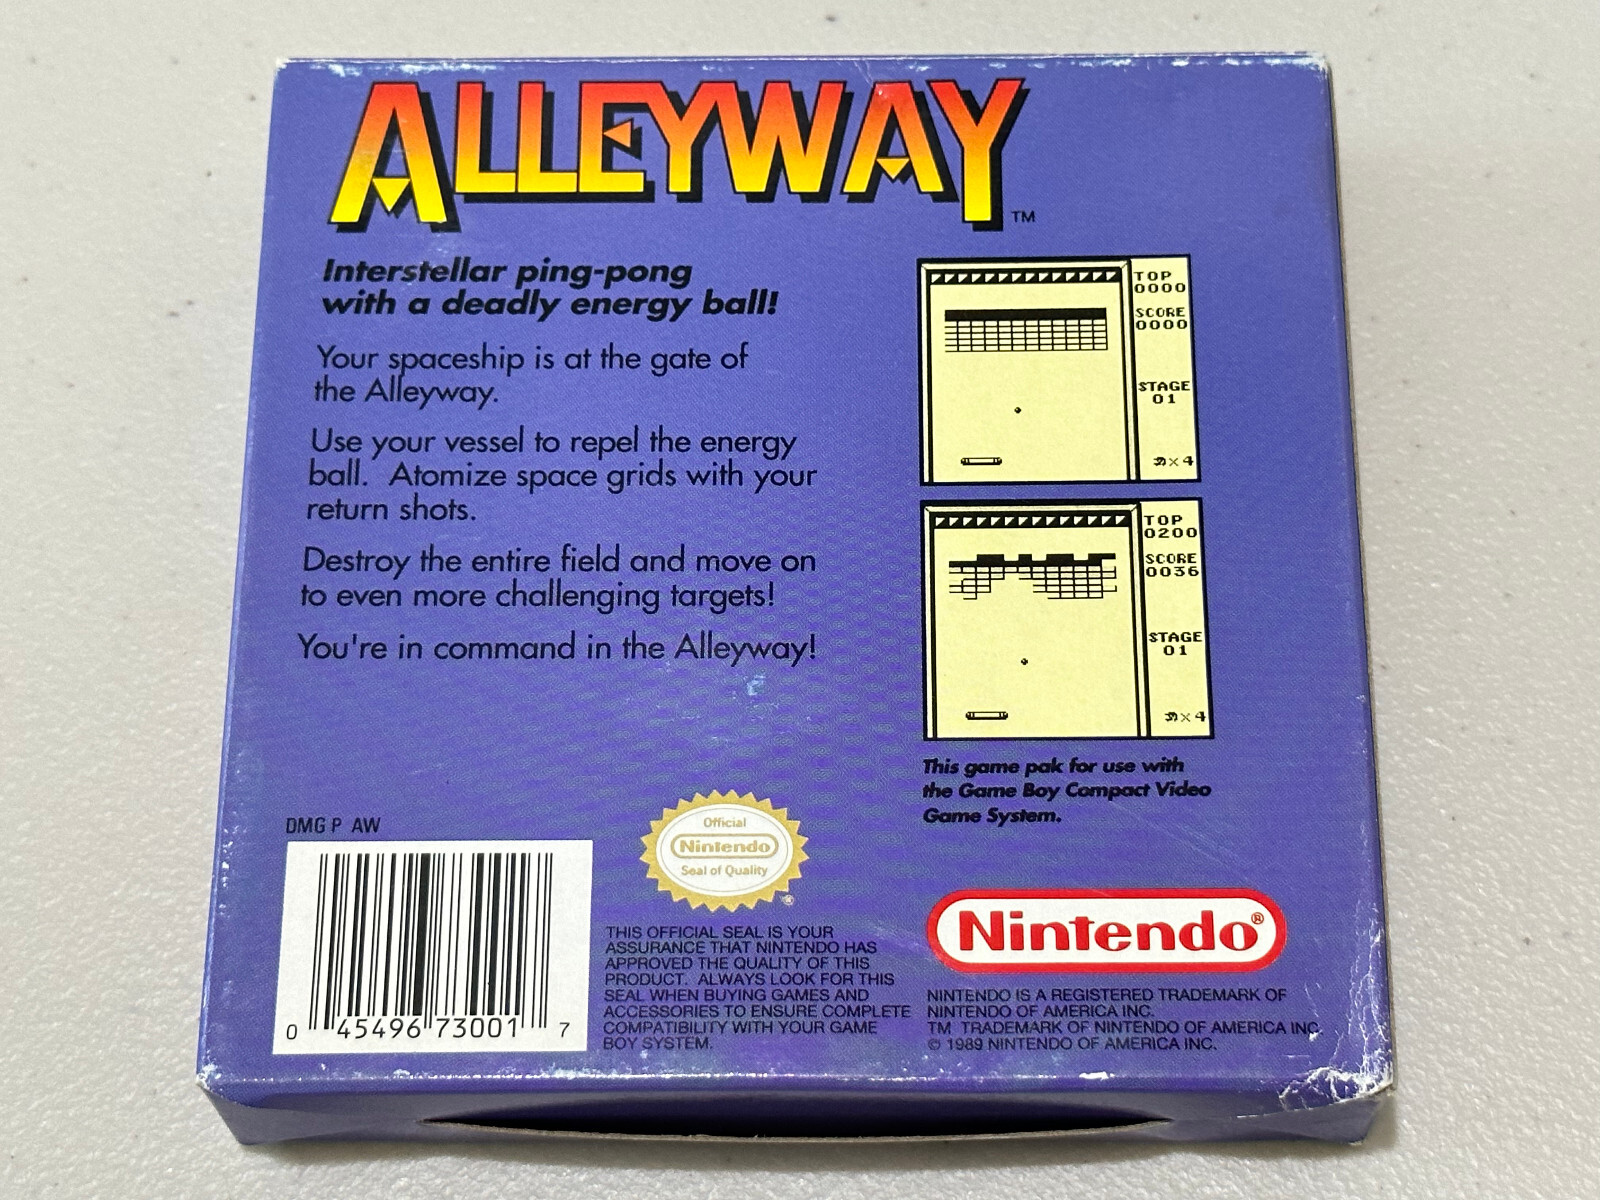 ALLEYWAY™
Interstellar ping-pong
with a deadly energy ball!
Your spaceship is at the gate of
the Alleyway.
Use your vessel to repel the energy
ball. Atomize space grids with your
return shots.
Destroy the entire field and move on
to even more challenging targets!
You're in command in the Alleyway!
TOP
0000
SCORE
0000
STAGE
01
×4
TOP
0200
SCORE
0036
STAGE
01
×4
This game pak for use with
the Game Boy Compact Video
Game System.
DMG P AW
0 45496 73001 7
Official
Nintendo
Seal of Quality
®
THIS OFFICIAL SEAL IS YOUR
ASSURANCE THAT NINTENDO HAS
APPROVED THE QUALITY OF THIS
PRODUCT. ALWAYS LOOK FOR THIS
SEAL WHEN BUYING GAMES AND
ACCESSORIES TO ENSURE COMPLETE
COMPATIBILITY WITH YOUR GAME
BOY SYSTEM.
Nintendo®
NINTENDO IS A REGISTERED TRADEMARK OF
NINTENDO OF AMERICA INC.
TM TRADEMARK OF NINTENDO OF AMERICA INC.
© 1989 NINTENDO OF AMERICA INC.